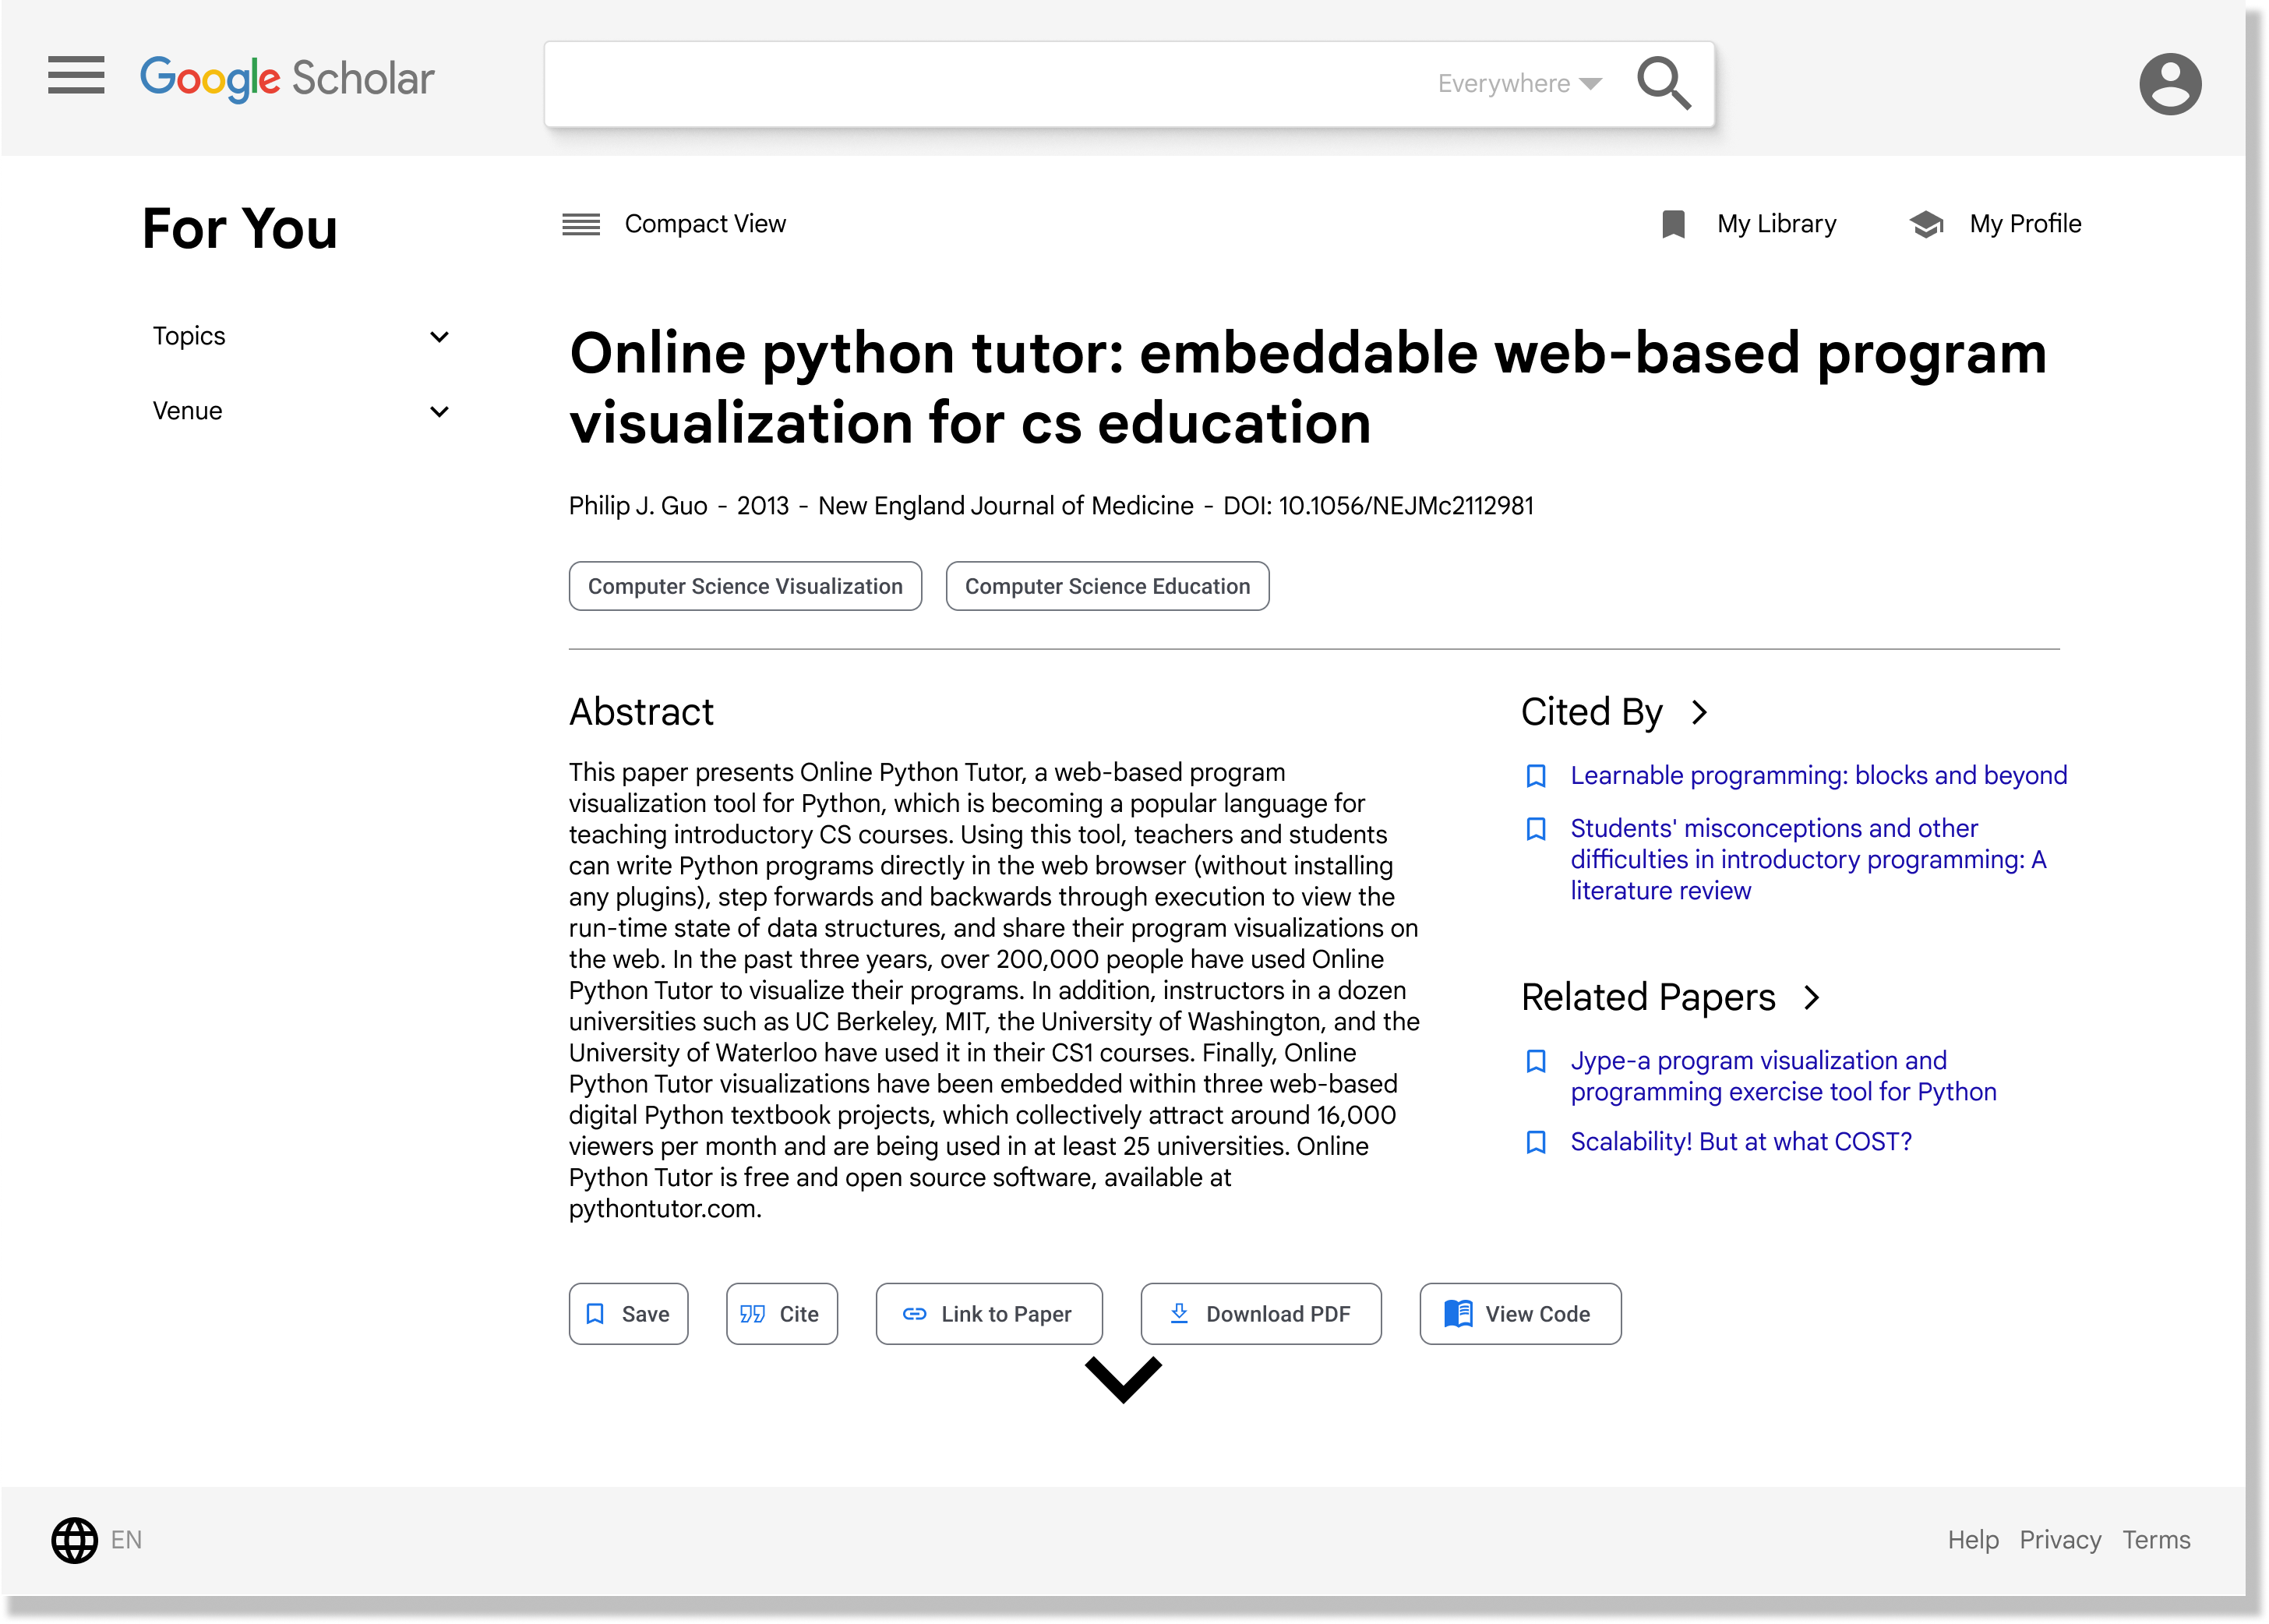 Google Scholar
Everywhere
For You
Compact View
My Library
My Profile
Topics
Venue
Online python tutor: embeddable web-based program
visualization for cs education
Philip J. Guo - 2013 - New England Journal of Medicine - DOI: 10.1056/NEJMc2112981
Computer Science Visualization
Computer Science Education
Abstract
This paper presents Online Python Tutor, a web-based program
visualization tool for Python, which is becoming a popular language for
teaching introductory CS courses. Using this tool, teachers and students
can write Python programs directly in the web browser (without installing
any plugins), step forwards and backwards through execution to view the
run-time state of data structures, and share their program visualizations on
the web. In the past three years, over 200,000 people have used Online
Python Tutor to visualize their programs. In addition, instructors in a dozen
universities such as UC Berkeley, MIT, the University of Washington, and the
University of Waterloo have used it in their CS1 courses. Finally, Online
Python Tutor visualizations have been embedded within three web-based
digital Python textbook projects, which collectively attract around 16,000
viewers per month and are being used in at least 25 universities. Online
Python Tutor is free and open source software, available at
pythontutor.com.
Cited By
Learnable programming: blocks and beyond
Students' misconceptions and other
difficulties in introductory programming: A
literature review
Related Papers
Jype-a program visualization and
programming exercise tool for Python
Scalability! But at what COST?
Save
Cite
Link to Paper
Download PDF
View Code
EN
Help
Privacy
Terms